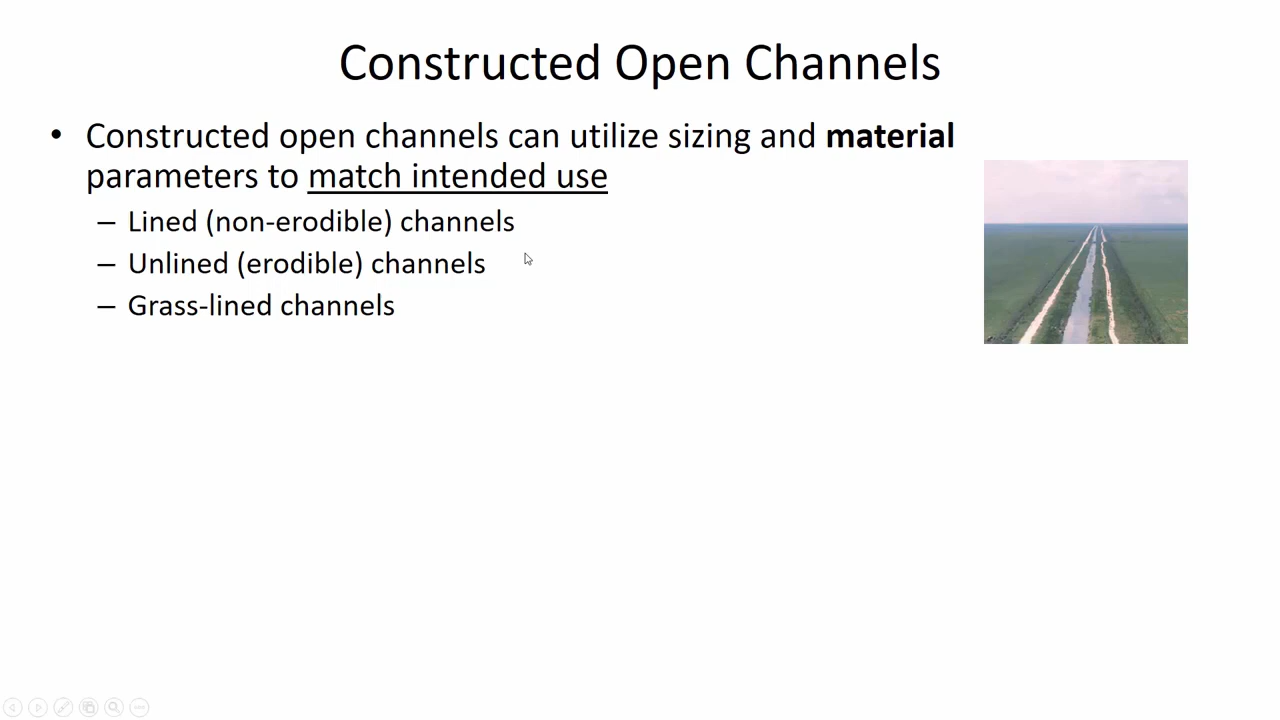 Constructed Open Channels
• Constructed open channels can utilize sizing and material
parameters to match intended use
– Lined (non-erodible) channels
– Unlined (erodible) channels
– Grass-lined channels